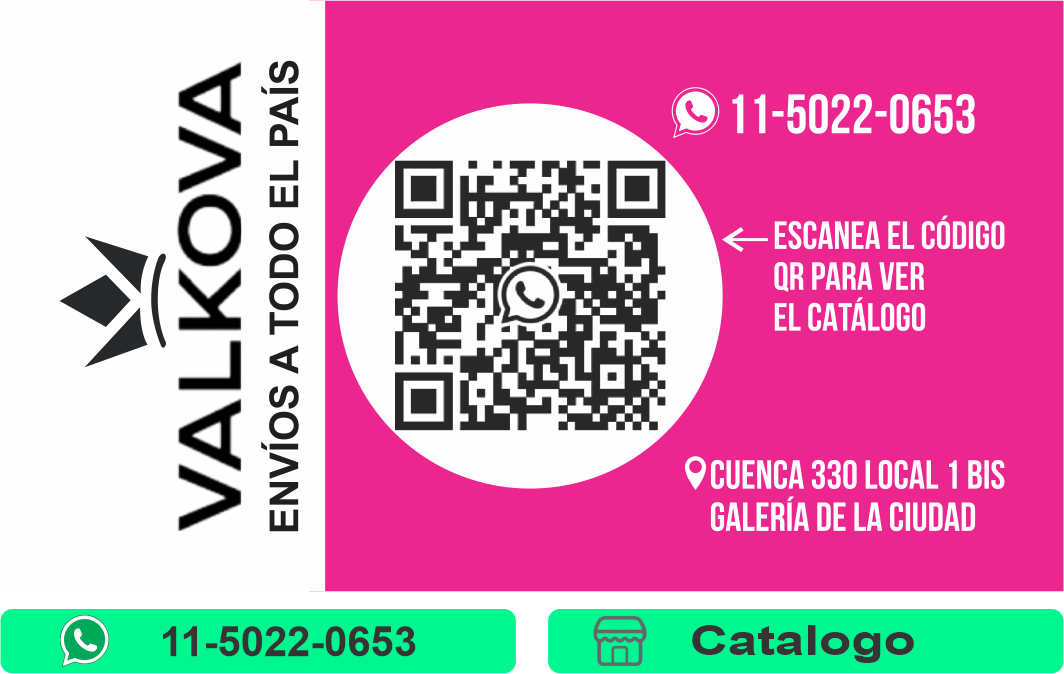 VALKOVA
ENVÍOS A TODO EL PAÍS
11-5022-0653
ESCANEA EL CÓDIGO
QR PARA VER
EL CATÁLOGO
CUENCA 330 LOCAL 1 BIS
GALERÍA DE LA CIUDAD
11-5022-0653
Catalogo